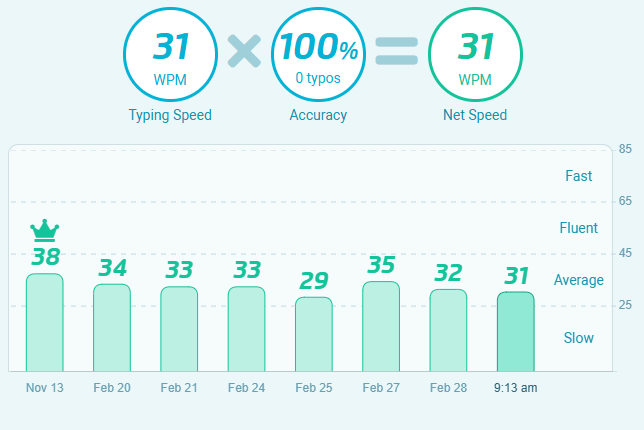 31
WPM
Typing Speed
100%
0 typos
Accuracy
31
WPM
Net Speed
85
Fast
65
Fluent
45
Average
25
Slow
38
34
33
33
29
35
32
31
Nov 13
Feb 20
Feb 21
Feb 24
Feb 25
Feb 27
Feb 28
9:13 am